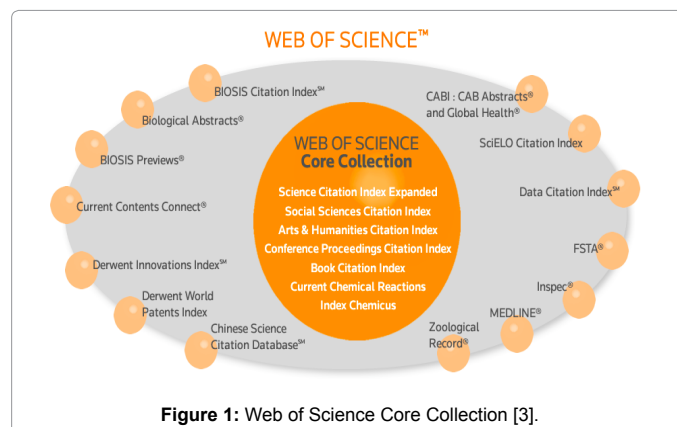 WEB OF SCIENCE™
BIOSIS Citation Index℠
Biological Abstracts®
BIOSIS Previews®
Current Contents Connect®
Derwent Innovations Index℠
Derwent World
Patents Index
Chinese Science
Citation Database℠
WEB OF SCIENCE
Core Collection
Science Citation Index Expanded
Social Sciences Citation Index
Arts & Humanities Citation Index
Conference Proceedings Citation Index
Book Citation Index
Current Chemical Reactions
Index Chemicus
CABI : CAB Abstracts®
and Global Health®
SciELO Citation Index
Data Citation Index℠
FSTA®
Inspec®
MEDLINE®
Zoological
Record®
Figure 1: Web of Science Core Collection [3].